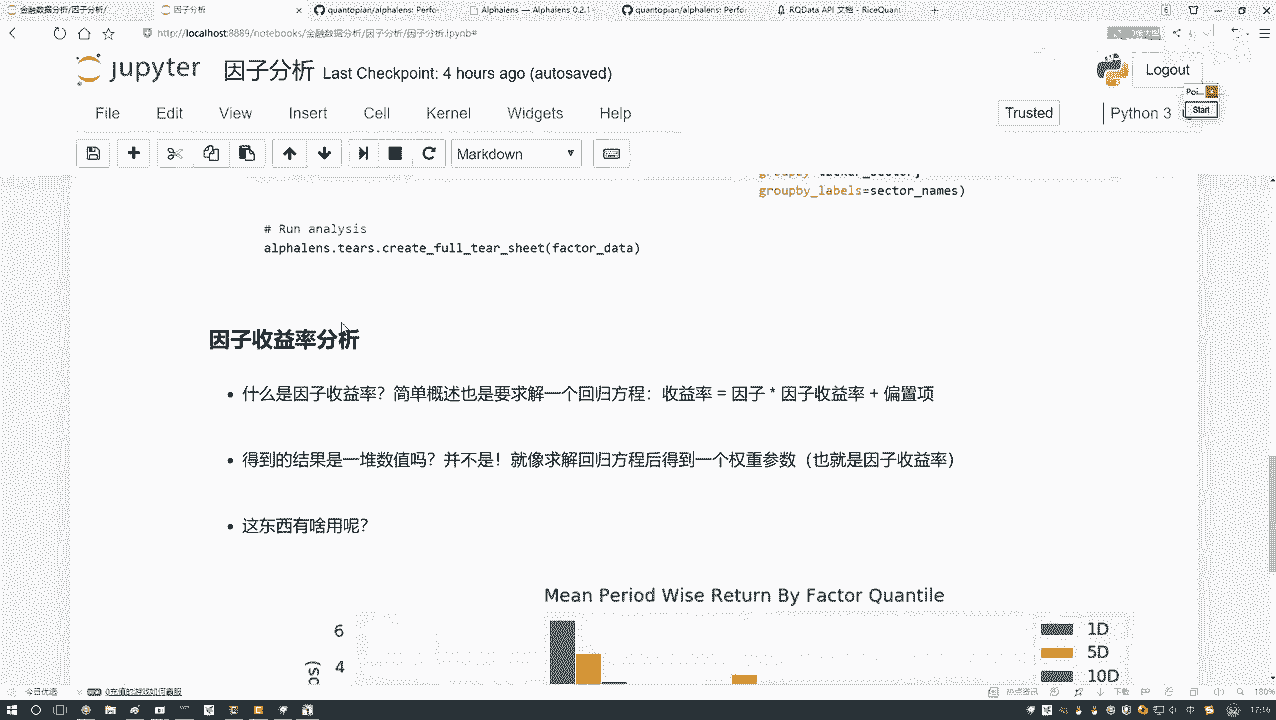 金融数据分析/因子分析/
因子分析
quantopian/alphalens: Perfo
Alphalens — Alphalens 0.2.1
quantopian/alphalens: Perfo
RQData API 文档 - RiceQuant
http://localhost:8889/notebooks/金融数据分析/因子分析/因子分析.ipynb#
jupyter 因子分析 Last Checkpoint: 4 hours ago (autosaved)
Logout
File Edit View Insert Cell Kernel Widgets Help
Trusted
Python 3
Start
Markdown
groupby_labels=sector_names)
# Run analysis
alphalens.tears.create_full_tear_sheet(factor_data)
因子收益率分析
什么是因子收益率？简单概述也是要求解一个回归方程：收益率 = 因子 * 因子收益率 + 偏置项
得到的结果是一堆数值吗？并不是！就像求解回归方程后得到一个权重参数（也就是因子收益率）
这东西有啥用呢？
Mean Period Wise Return By Factor Quantile
6
4
1D
5D
10D
今日优选
下载
180%
17:16